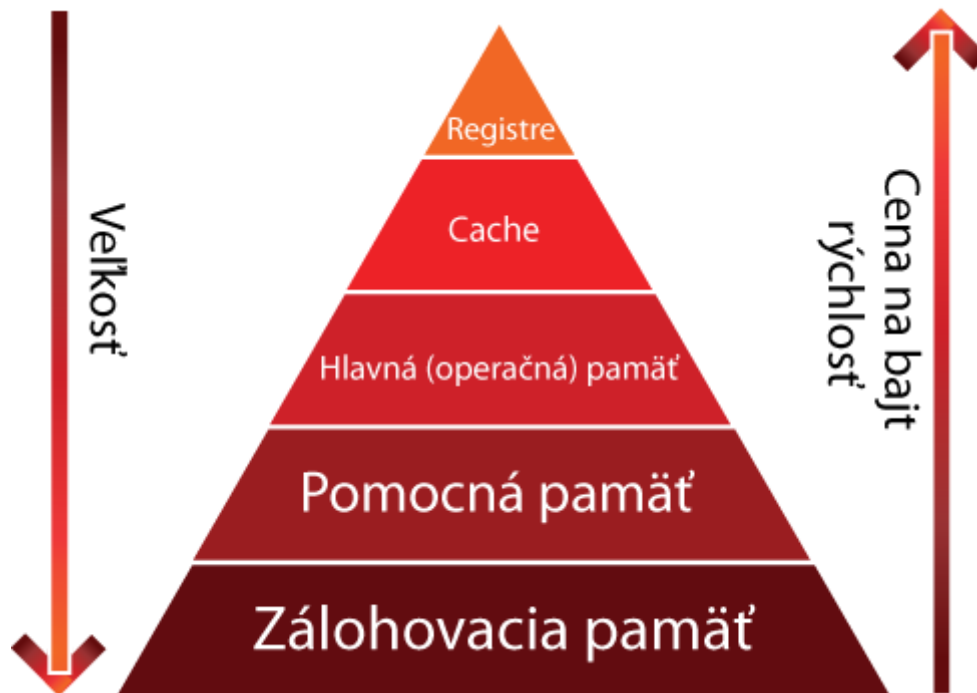 Registre
Cache
Hlavná (operačná) pamäť
Pomocná pamäť
Zálohovacia pamäť
Veľkosť
Cena na bajt
rýchlosť